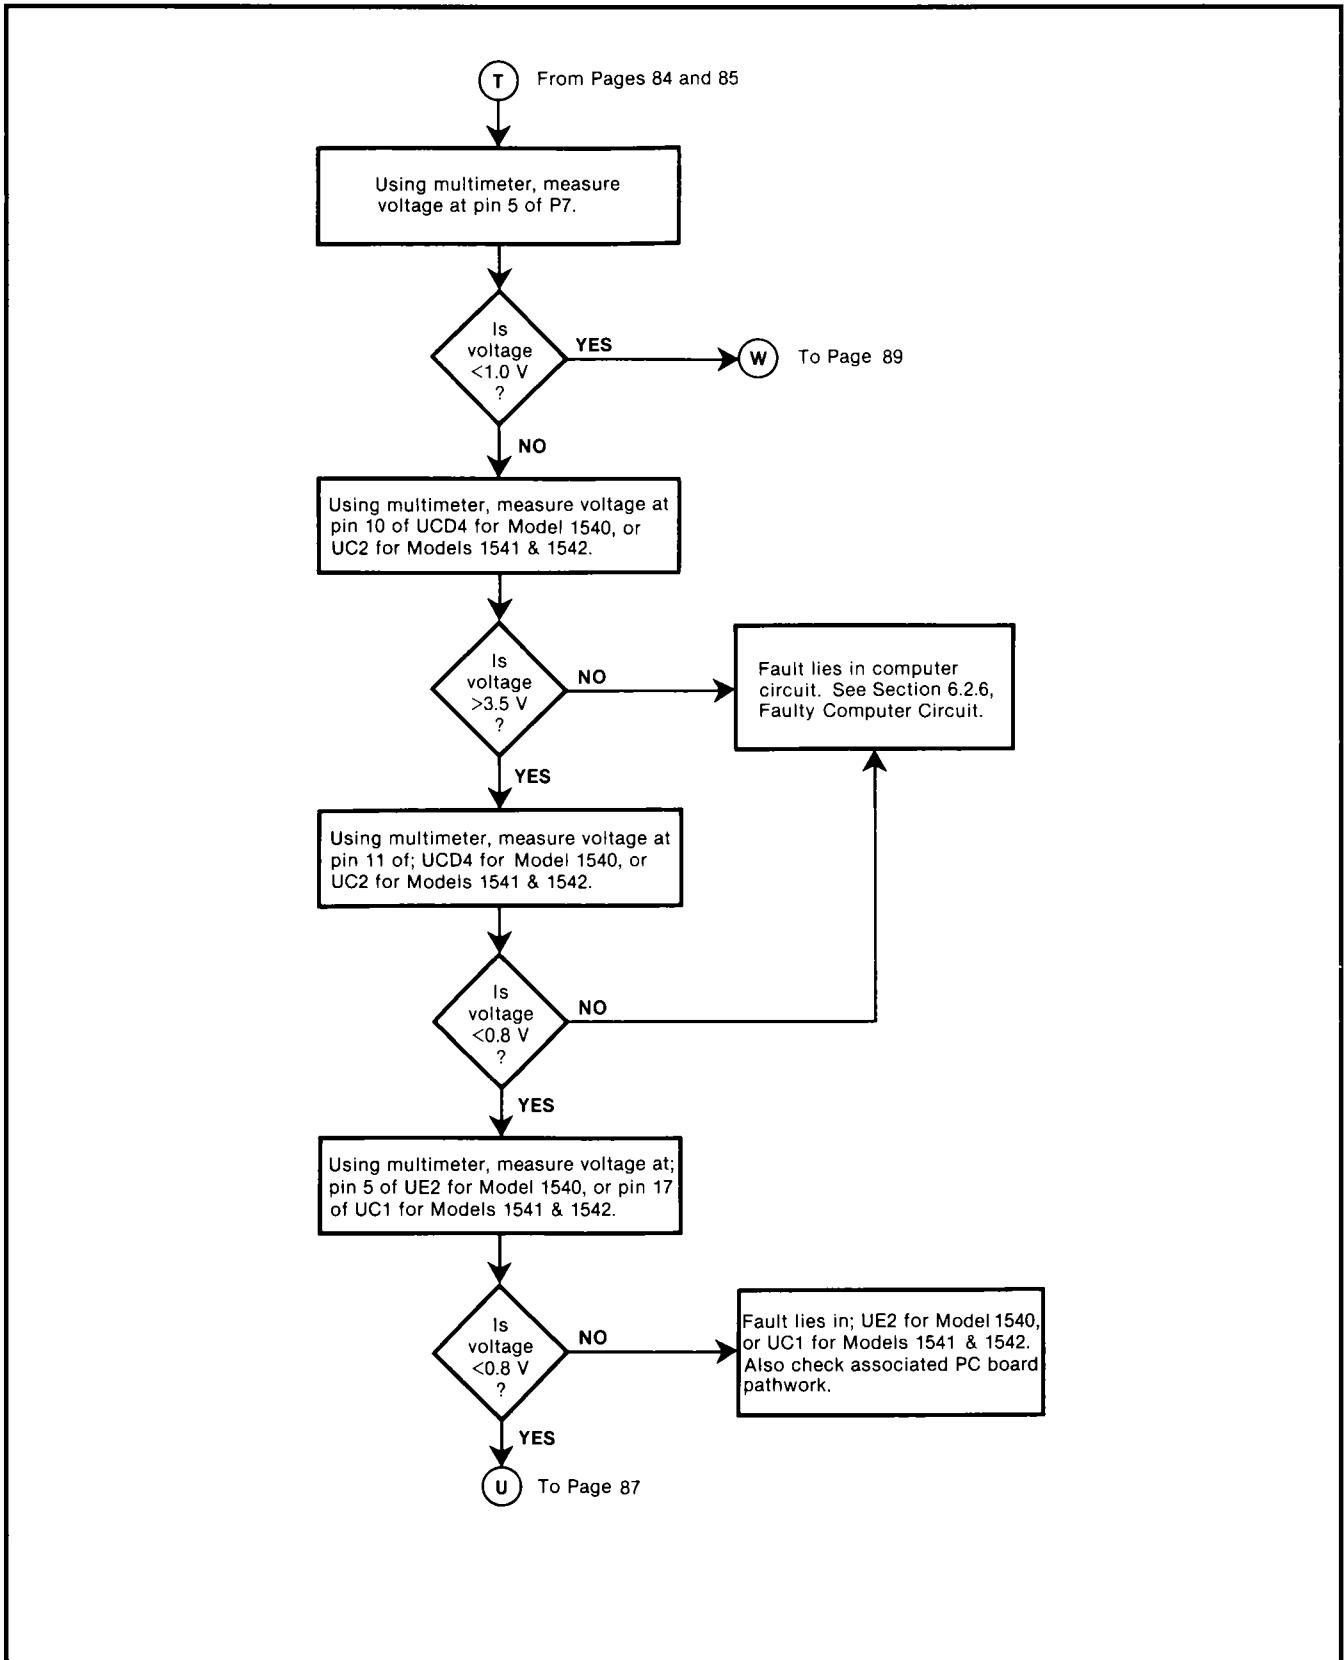 T From Pages 84 and 85
Using multimeter, measure
voltage at pin 5 of P7.
Is
voltage
<1.0 V
?
YES
W To Page 89
NO
Using multimeter, measure voltage at
pin 10 of UCD4 for Model 1540, or
UC2 for Models 1541 & 1542.
Is
voltage
>3.5 V
?
NO
Fault lies in computer
circuit. See Section 6.2.6,
Faulty Computer Circuit.
YES
Using multimeter, measure voltage at
pin 11 of; UCD4 for Model 1540, or
UC2 for Models 1541 & 1542.
Is
voltage
<0.8 V
?
NO
YES
Using multimeter, measure voltage at;
pin 5 of UE2 for Model 1540, or pin 17
of UC1 for Models 1541 & 1542.
Is
voltage
<0.8 V
?
NO
Fault lies in; UE2 for Model 1540,
or UC1 for Models 1541 & 1542.
Also check associated PC board
pathwork.
YES
U To Page 87